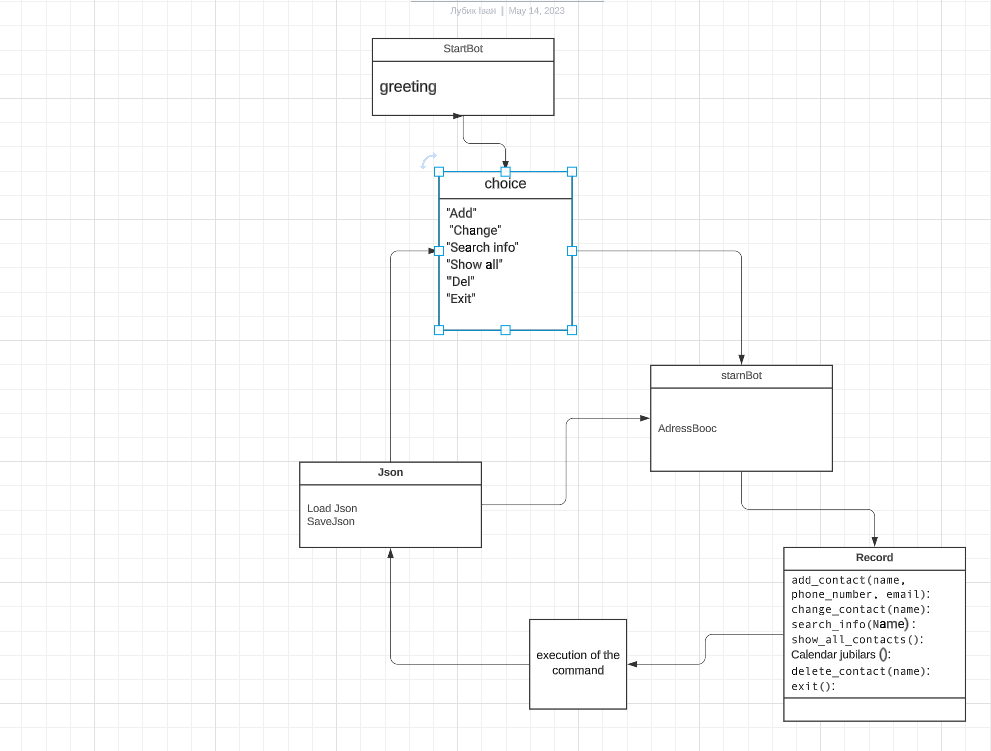 Лубик Іван | May 14, 2023
StartBot
greeting
choice
"Add"
"Change"
"Search info"
"Show all"
"Del"
"Exit"
starnBot
AdressBooc
Json
Load Json
SaveJson
Record
add_contact(name,
phone_number, email):
change_contact(name):
search_info(Name):
show_all_contacts():
Calendar jubilars ():
delete_contact(name):
exit():
execution of the
command